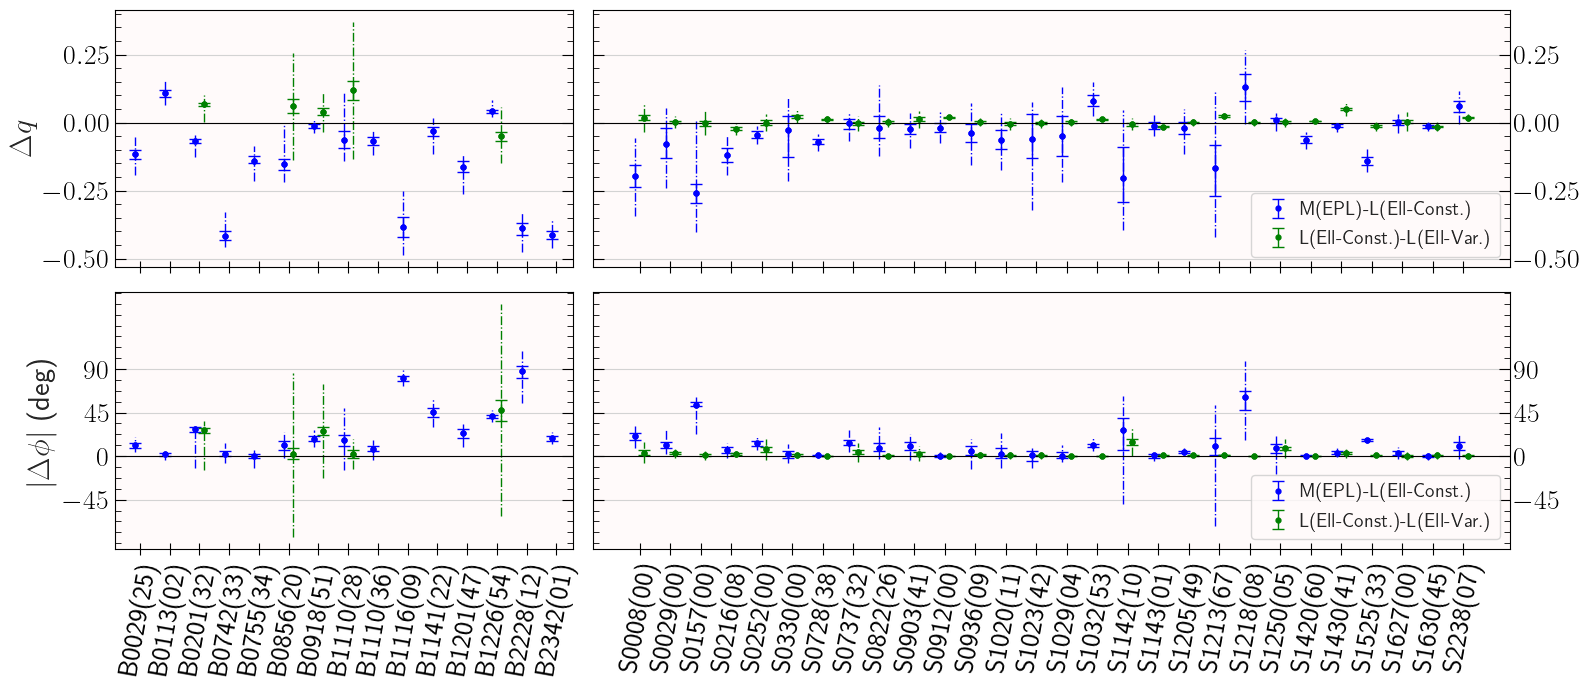 Δq
0.25
0.00
−0.25
−0.50
0.25
0.00
−0.25
−0.50
M(EPL)-L(Ell-Const.)
L(Ell-Const.)-L(Ell-Var.)
|Δϕ| (deg)
90
45
0
−45
90
45
0
−45
M(EPL)-L(Ell-Const.)
L(Ell-Const.)-L(Ell-Var.)
B0029(25)
B0113(02)
B0201(32)
B0742(33)
B0755(34)
B0856(20)
B0918(51)
B1110(28)
B1110(36)
B1116(09)
B1141(22)
B1201(47)
B1226(54)
B2228(12)
B2342(01)
S0008(00)
S0029(00)
S0157(00)
S0216(08)
S0252(00)
S0330(00)
S0728(38)
S0737(32)
S0822(26)
S0903(41)
S0912(00)
S0936(09)
S1020(11)
S1023(42)
S1029(04)
S1032(53)
S1142(10)
S1143(01)
S1205(49)
S1213(67)
S1218(08)
S1250(05)
S1420(60)
S1430(41)
S1525(33)
S1627(00)
S1630(45)
S2238(07)